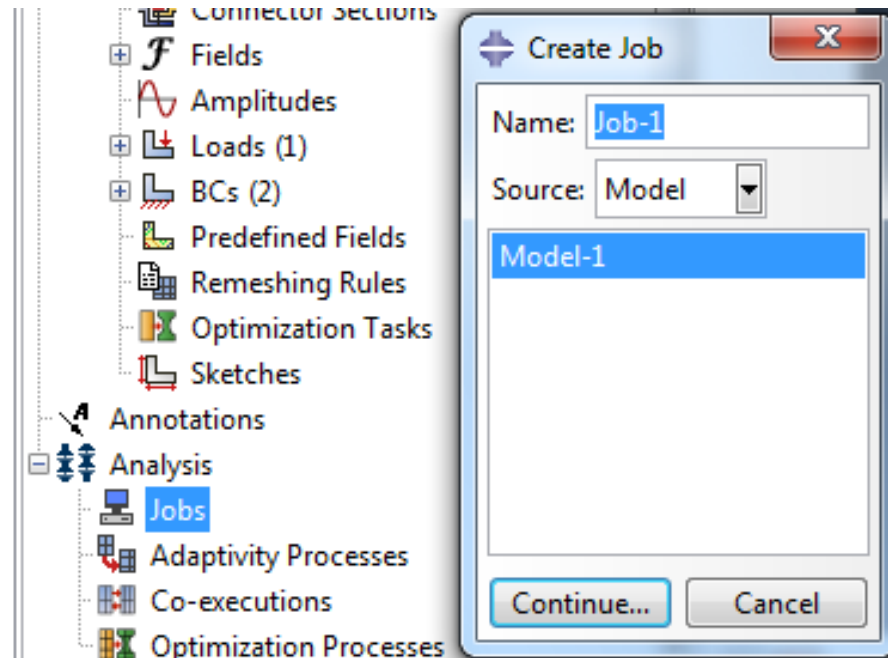 Connector Sections
Fields
Amplitudes
Loads (1)
BCs (2)
Predefined Fields
Remeshing Rules
Optimization Tasks
Sketches
Annotations
Analysis
Jobs
Adaptivity Processes
Co-executions
Optimization Processes
Create Job
Name: Job-1
Source: Model
Model-1
Continue... Cancel